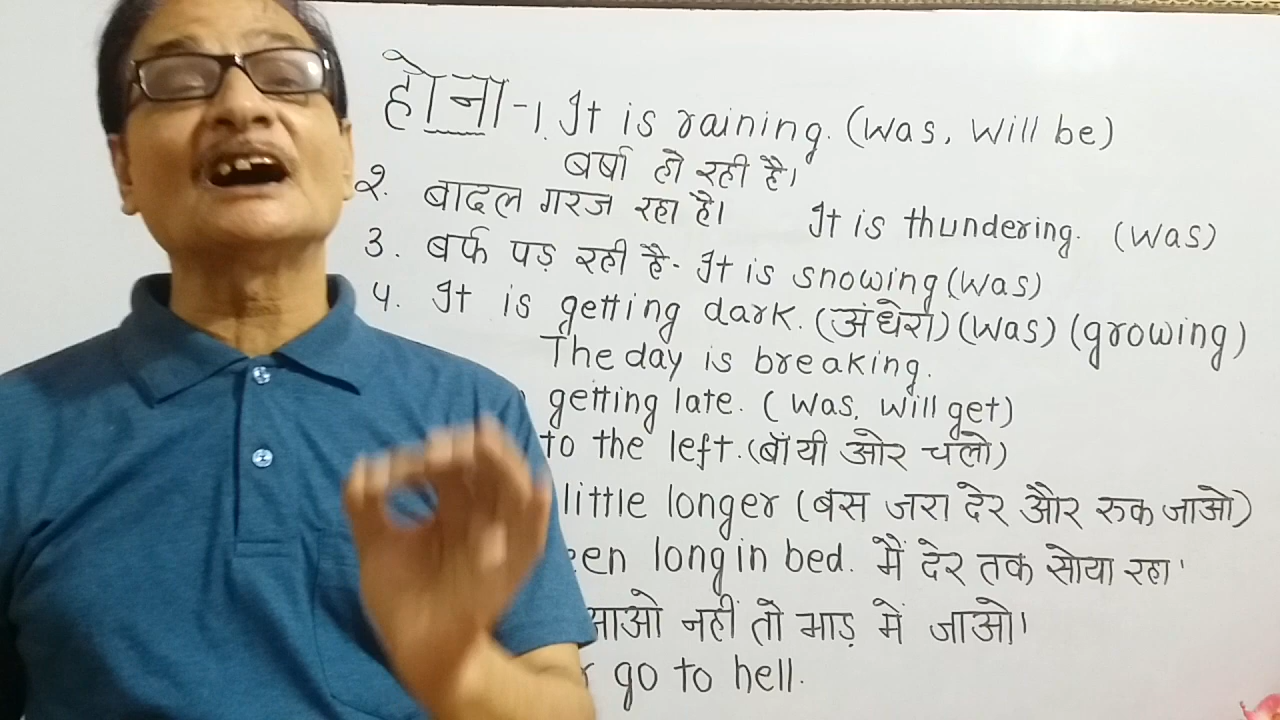 होना-1. It is raining. (was, will be)
बर्षा हो रही है।
2. बादल गरज रहा है। It is thundering. (was)
3. बर्फ पड़ रही है- It is snowing (was)
4. It is getting dark. (अंधेरा) (was) (growing)
The day is breaking.
getting late. (was, will get)
to the left. (बाँयी ओर चलो)
little longer (बस जरा देर और रुक जाओ)
long in bed. मैं देर तक सोया रहा।
नहीं तो भाड़ में जाओ।
go to hell.